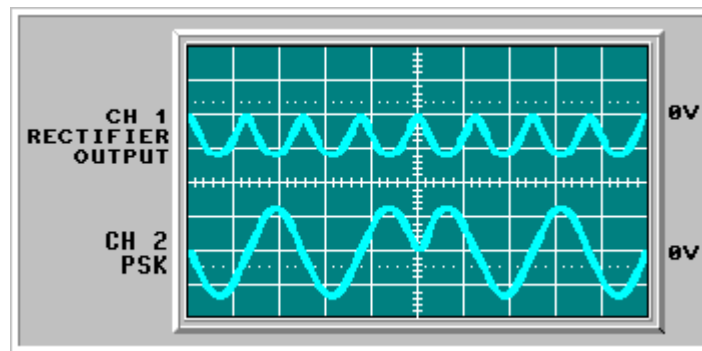 CH 1
RECTIFIER
OUTPUT
0V
CH 2
PSK
0V